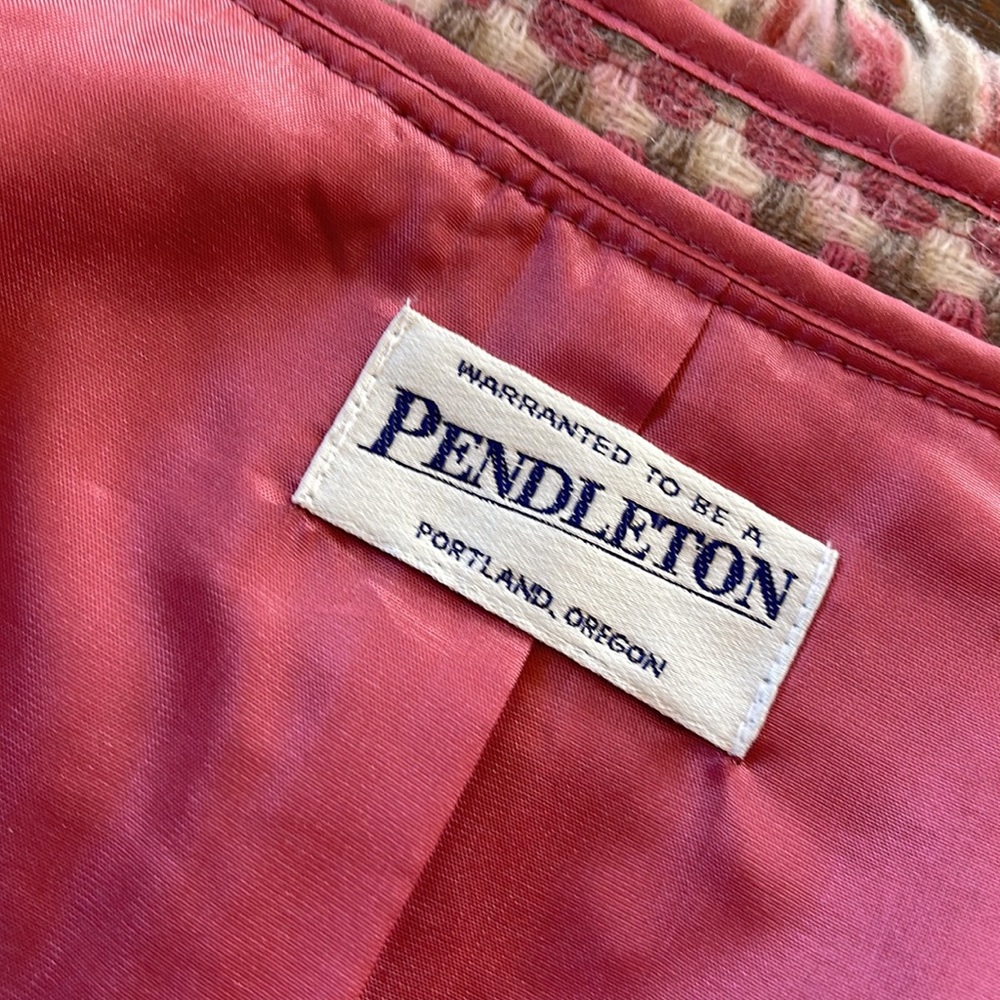 WARRANTED TO BE A
PENDLETON
PORTLAND, OREGON